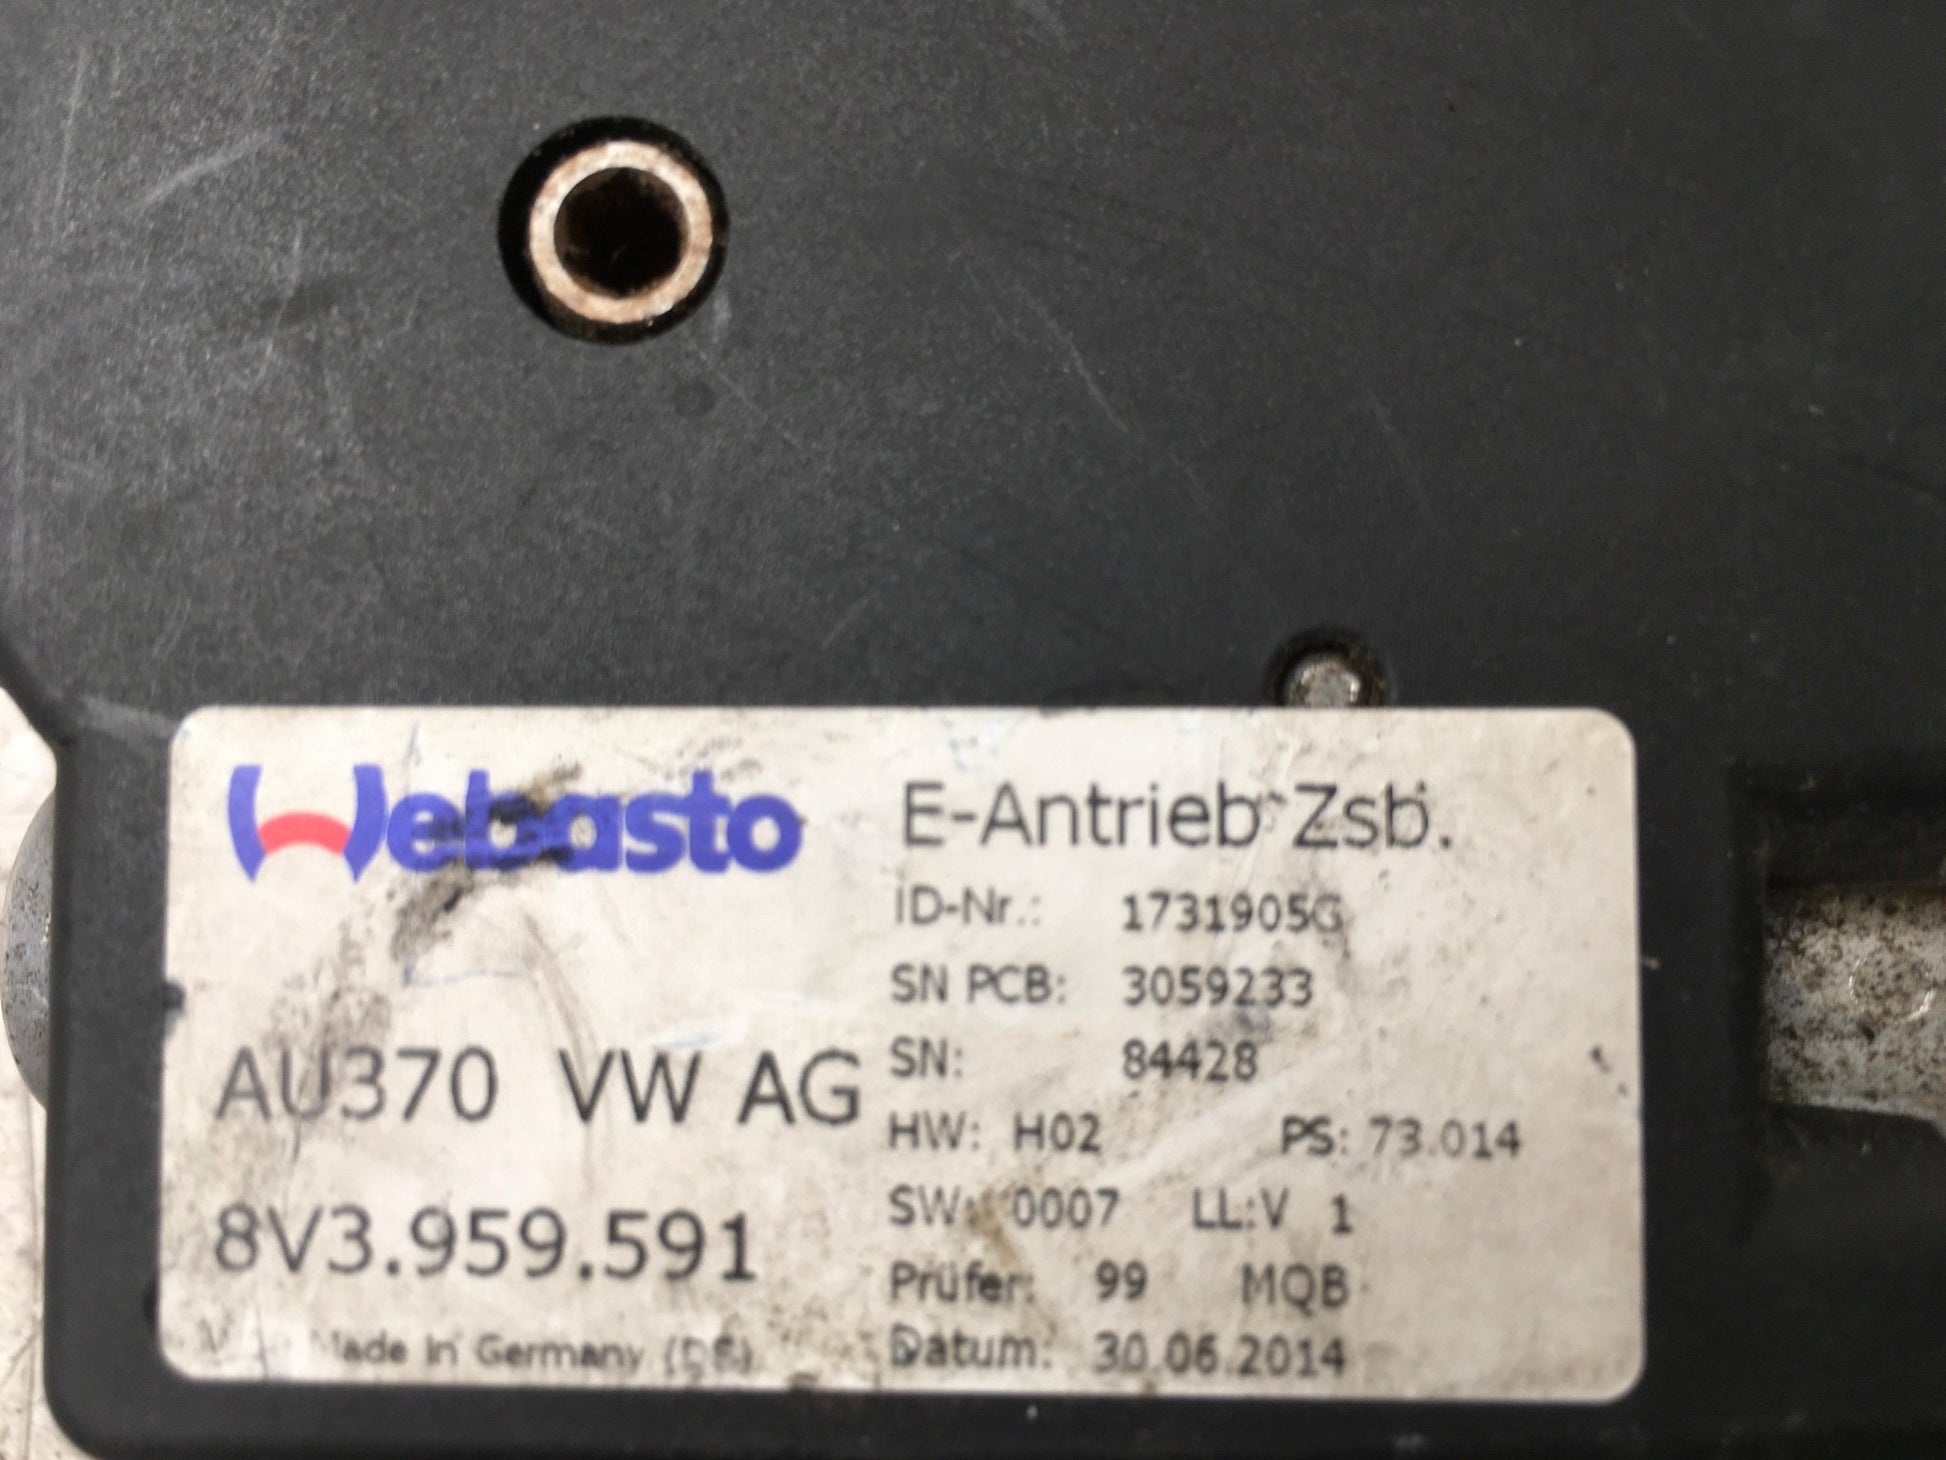 Webasto
E-Antrieb Zsb.
ID-Nr.: 1731905G
SN PCB: 3059233
SN: 84428
AU370 VW AG
HW: H02 PS: 73.014
SW: 0007 LL:V 1
8V3.959.591
Prüfer: 99 MQB
Made in Germany (DE)
Datum: 30.06.2014